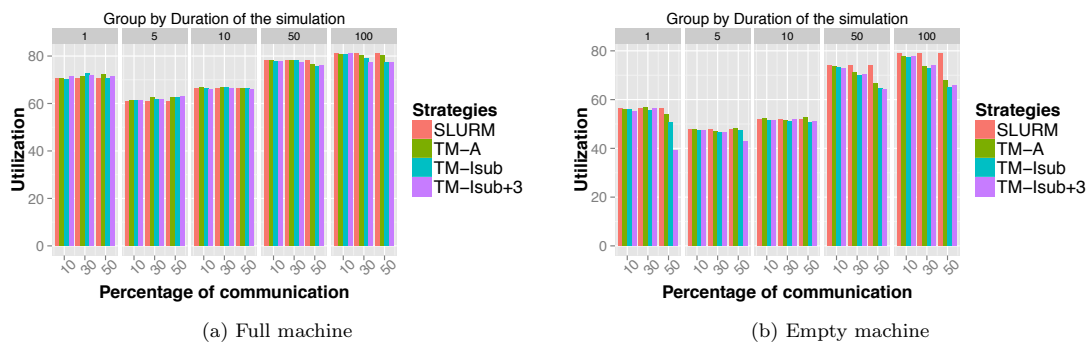 Group by Duration of the simulation
1 5 10 50 100
80
60
40
20
0
Utilization
10 30 50 10 30 50 10 30 50 10 30 50 10 30 50
Percentage of communication
Strategies
SLURM
TM-A
TM-Isub
TM-Isub+3
(a) Full machine
Group by Duration of the simulation
1 5 10 50 100
80
60
40
20
0
Utilization
10 30 50 10 30 50 10 30 50 10 30 50 10 30 50
Percentage of communication
Strategies
SLURM
TM-A
TM-Isub
TM-Isub+3
(b) Empty machine